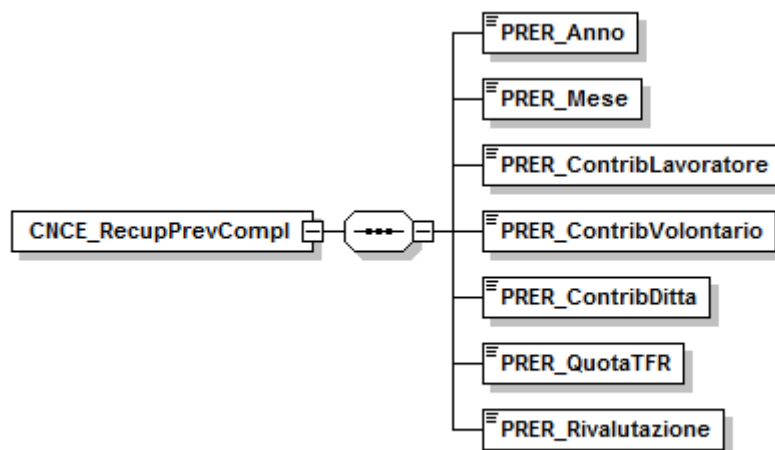 PRER_Anno
PRER_Mese
PRER_ContribLavoratore
CNCE_RecupPrevCompl
PRER_ContribVolontario
PRER_ContribDitta
PRER_QuotaTFR
PRER_Rivalutazione